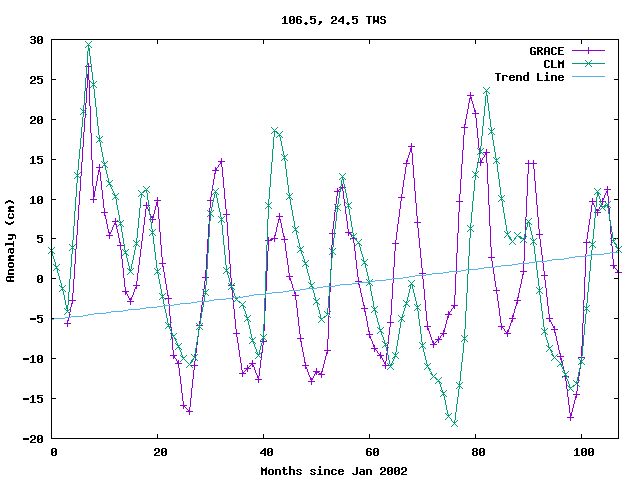 106.5, 24.5 TWS
GRACE
CLM
Trend Line
30
25
20
15
10
5
0
-5
-10
-15
-20
Anomaly (cm)
0 20 40 60 80 100
Months since Jan 2002